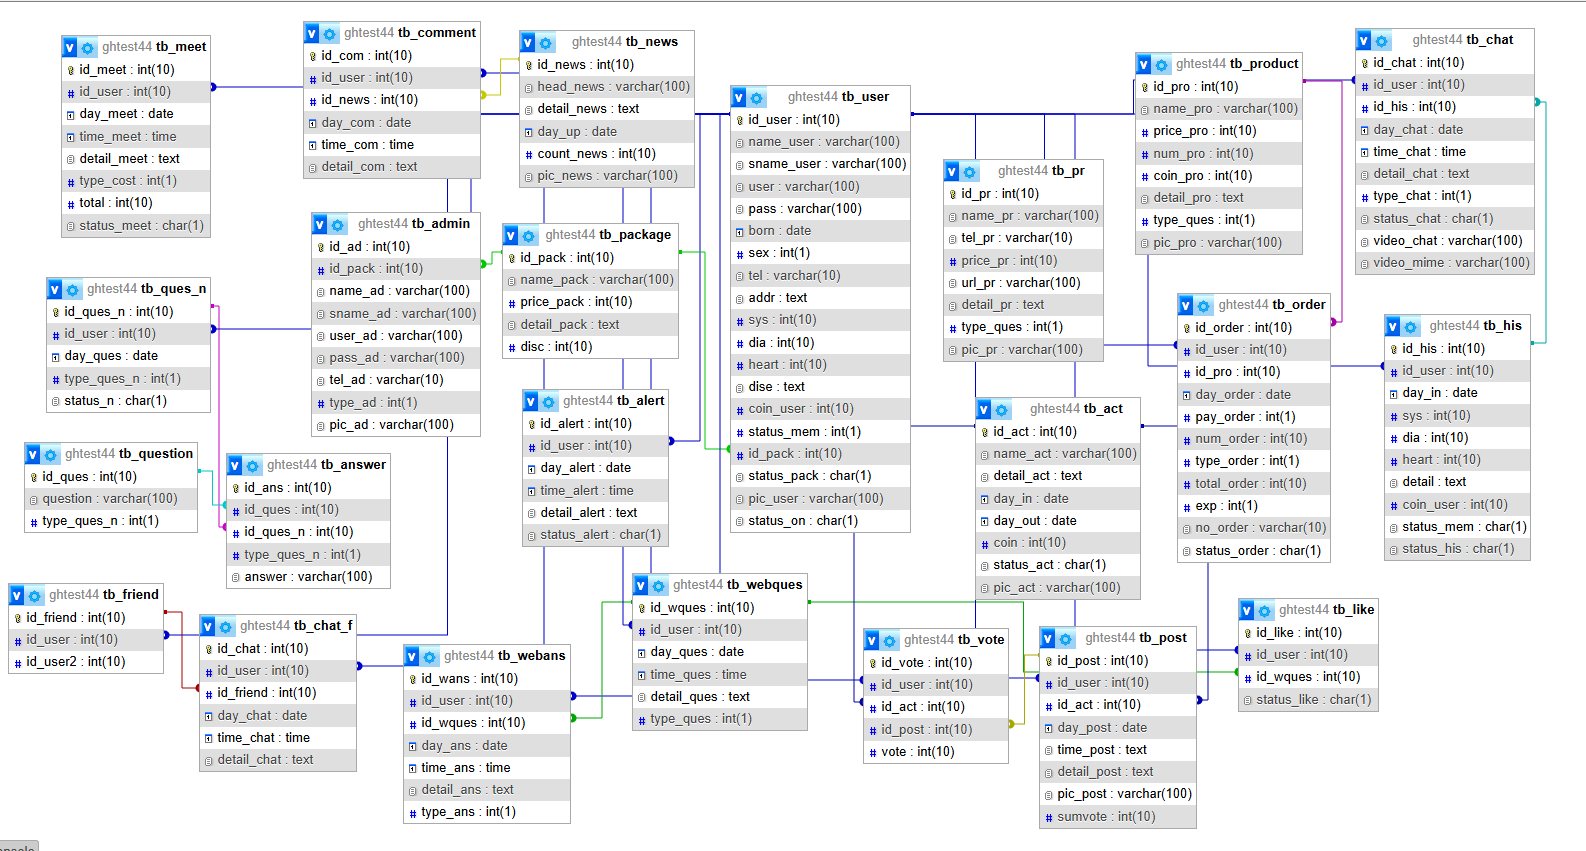 ghtest44 tb_meet
id_meet : int(10)
id_user : int(10)
day_meet : date
time_meet : time
detail_meet : text
type_cost : int(1)
total : int(10)
status_meet : char(1)
ghtest44 tb_comment
id_com : int(10)
id_user : int(10)
id_news : int(10)
day_com : date
time_com : time
detail_com : text
ghtest44 tb_news
id_news : int(10)
head_news : varchar(100)
detail_news : text
day_up : date
count_news : int(10)
pic_news : varchar(100)
ghtest44 tb_user
id_user : int(10)
name_user : varchar(100)
sname_user : varchar(100)
user : varchar(100)
pass : varchar(100)
born : date
sex : int(1)
tel : varchar(10)
addr : text
sys : int(10)
dia : int(10)
heart : int(10)
dise : text
coin_user : int(10)
status_mem : int(1)
id_pack : int(10)
status_pack : char(1)
pic_user : varchar(100)
status_on : char(1)
ghtest44 tb_product
id_pro : int(10)
name_pro : varchar(100)
price_pro : int(10)
num_pro : int(10)
coin_pro : int(10)
detail_pro : text
type_ques : int(1)
pic_pro : varchar(100)
ghtest44 tb_chat
id_chat : int(10)
id_user : int(10)
id_his : int(10)
day_chat : date
time_chat : time
detail_chat : text
type_chat : int(1)
status_chat : char(1)
video_chat : varchar(100)
video_mime : varchar(100)
ghtest44 tb_pr
id_pr : int(10)
name_pr : varchar(100)
tel_pr : varchar(10)
price_pr : int(10)
url_pr : varchar(100)
detail_pr : text
type_ques : int(1)
pic_pr : varchar(100)
ghtest44 tb_admin
id_ad : int(10)
id_pack : int(10)
name_ad : varchar(100)
sname_ad : varchar(100)
user_ad : varchar(100)
pass_ad : varchar(100)
tel_ad : varchar(10)
type_ad : int(1)
pic_ad : varchar(100)
ghtest44 tb_package
id_pack : int(10)
name_pack : varchar(100)
price_pack : int(10)
detail_pack : text
disc : int(10)
ghtest44 tb_ques_n
id_ques_n : int(10)
id_user : int(10)
day_ques : date
type_ques_n : int(1)
status_n : char(1)
ghtest44 tb_order
id_order : int(10)
id_user : int(10)
id_pro : int(10)
day_order : date
pay_order : int(1)
num_order : int(10)
type_order : int(1)
total_order : int(10)
exp : int(1)
no_order : varchar(10)
status_order : char(1)
ghtest44 tb_his
id_his : int(10)
id_user : int(10)
day_in : date
sys : int(10)
dia : int(10)
heart : int(10)
detail : text
coin_user : int(10)
status_mem : char(1)
status_his : char(1)
ghtest44 tb_alert
id_alert : int(10)
id_user : int(10)
day_alert : date
time_alert : time
detail_alert : text
status_alert : char(1)
ghtest44 tb_act
id_act : int(10)
name_act : varchar(100)
detail_act : text
day_in : date
day_out : date
coin : int(10)
status_act : char(1)
pic_act : varchar(100)
ghtest44 tb_question
id_ques : int(10)
question : varchar(100)
type_ques_n : int(1)
ghtest44 tb_answer
id_ans : int(10)
id_ques : int(10)
id_ques_n : int(10)
type_ques_n : int(1)
answer : varchar(100)
ghtest44 tb_friend
id_friend : int(10)
id_user : int(10)
id_user2 : int(10)
ghtest44 tb_chat_f
id_chat : int(10)
id_user : int(10)
id_friend : int(10)
day_chat : date
time_chat : time
detail_chat : text
ghtest44 tb_webans
id_wans : int(10)
id_user : int(10)
id_wques : int(10)
day_ans : date
time_ans : time
detail_ans : text
type_ans : int(1)
ghtest44 tb_webques
id_wques : int(10)
id_user : int(10)
day_ques : date
time_ques : time
detail_ques : text
type_ques : int(1)
ghtest44 tb_vote
id_vote : int(10)
id_user : int(10)
id_act : int(10)
id_post : int(10)
vote : int(10)
ghtest44 tb_post
id_post : int(10)
id_user : int(10)
id_act : int(10)
day_post : date
time_post : text
detail_post : text
pic_post : varchar(100)
sumvote : int(10)
ghtest44 tb_like
id_like : int(10)
id_user : int(10)
id_wques : int(10)
status_like : char(1)